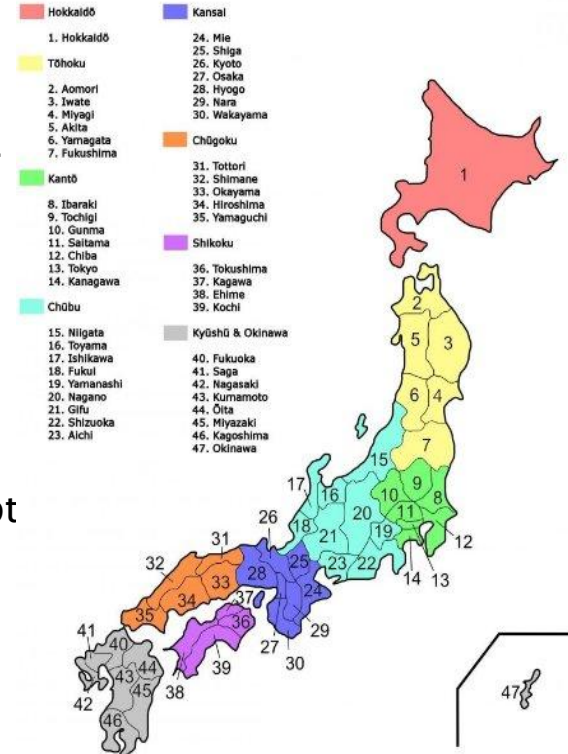 Hokkaidō
1. Hokkaidō
Tōhoku
2. Aomori
3. Iwate
4. Miyagi
5. Akita
6. Yamagata
7. Fukushima
Kantō
8. Ibaraki
9. Tochigi
10. Gunma
11. Saitama
12. Chiba
13. Tokyo
14. Kanagawa
Chūbu
15. Niigata
16. Toyama
17. Ishikawa
18. Fukui
19. Yamanashi
20. Nagano
21. Gifu
22. Shizuoka
23. Aichi
Kansai
24. Mie
25. Shiga
26. Kyoto
27. Osaka
28. Hyogo
29. Nara
30. Wakayama
Chūgoku
31. Tottori
32. Shimane
33. Okayama
34. Hiroshima
35. Yamaguchi
Shikoku
36. Tokushima
37. Kagawa
38. Ehime
39. Kochi
Kyūshū & Okinawa
40. Fukuoka
41. Saga
42. Nagasaki
43. Kumamoto
44. Ōita
45. Miyazaki
46. Kagoshima
47. Okinawa
1
2
5
3
6
4
7
15
9
17
16
10
8
20
11
18
26
21
19
12
31
25
23
22
14
13
32
28
33
24
34
37
35
36
29
41
27
40
30
39
44
43
38
42
45
47
46